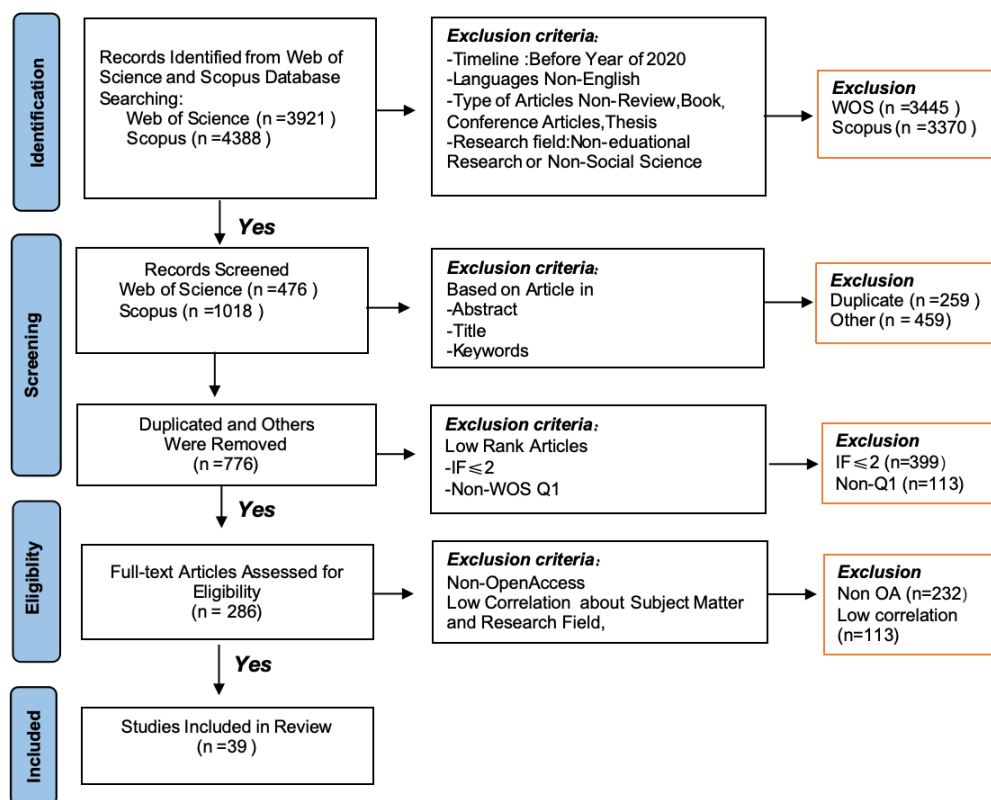 Identification
Records Identified from Web of
Science and Scopus Database
Searching:
Web of Science (n =3921 )
Scopus (n =4388 )
Exclusion criteria:
-Timeline :Before Year of 2020
-Languages Non-English
-Type of Articles Non-Review,Book,
Conference Articles,Thesis
-Research field:Non-eduational
Research or Non-Social Science
Exclusion
WOS (n =3445 )
Scopus (n =3370 )
Yes
Screening
Records Screened
Web of Science (n =476 )
Scopus (n =1018 )
Exclusion criteria:
Based on Article in
-Abstract
-Title
-Keywords
Exclusion
Duplicate (n =259 )
Other (n = 459)
Duplicated and Others
Were Removed
(n =776)
Exclusion criteria:
Low Rank Articles
-IF≤2
-Non-WOS Q1
Exclusion
IF≤2 (n=399)
Non-Q1 (n=113)
Yes
Eligiblity
Full-text Articles Assessed for
Eligibility
(n = 286)
Exclusion criteria:
Non-OpenAccess
Low Correlation about Subject Matter
and Research Field,
Exclusion
Non OA (n=232)
Low correlation
(n=113)
Yes
Included
Studies Included in Review
(n =39 )